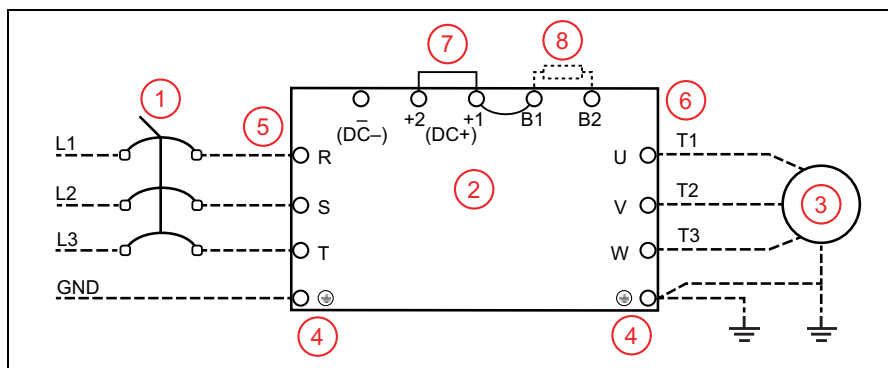 7
8
1
5
6
–
+2
+1
B1
B2
(DC–)
(DC+)
L1
R
U
T1
L2
S
2
V
T2
3
L3
T
W
T3
GND
4
4